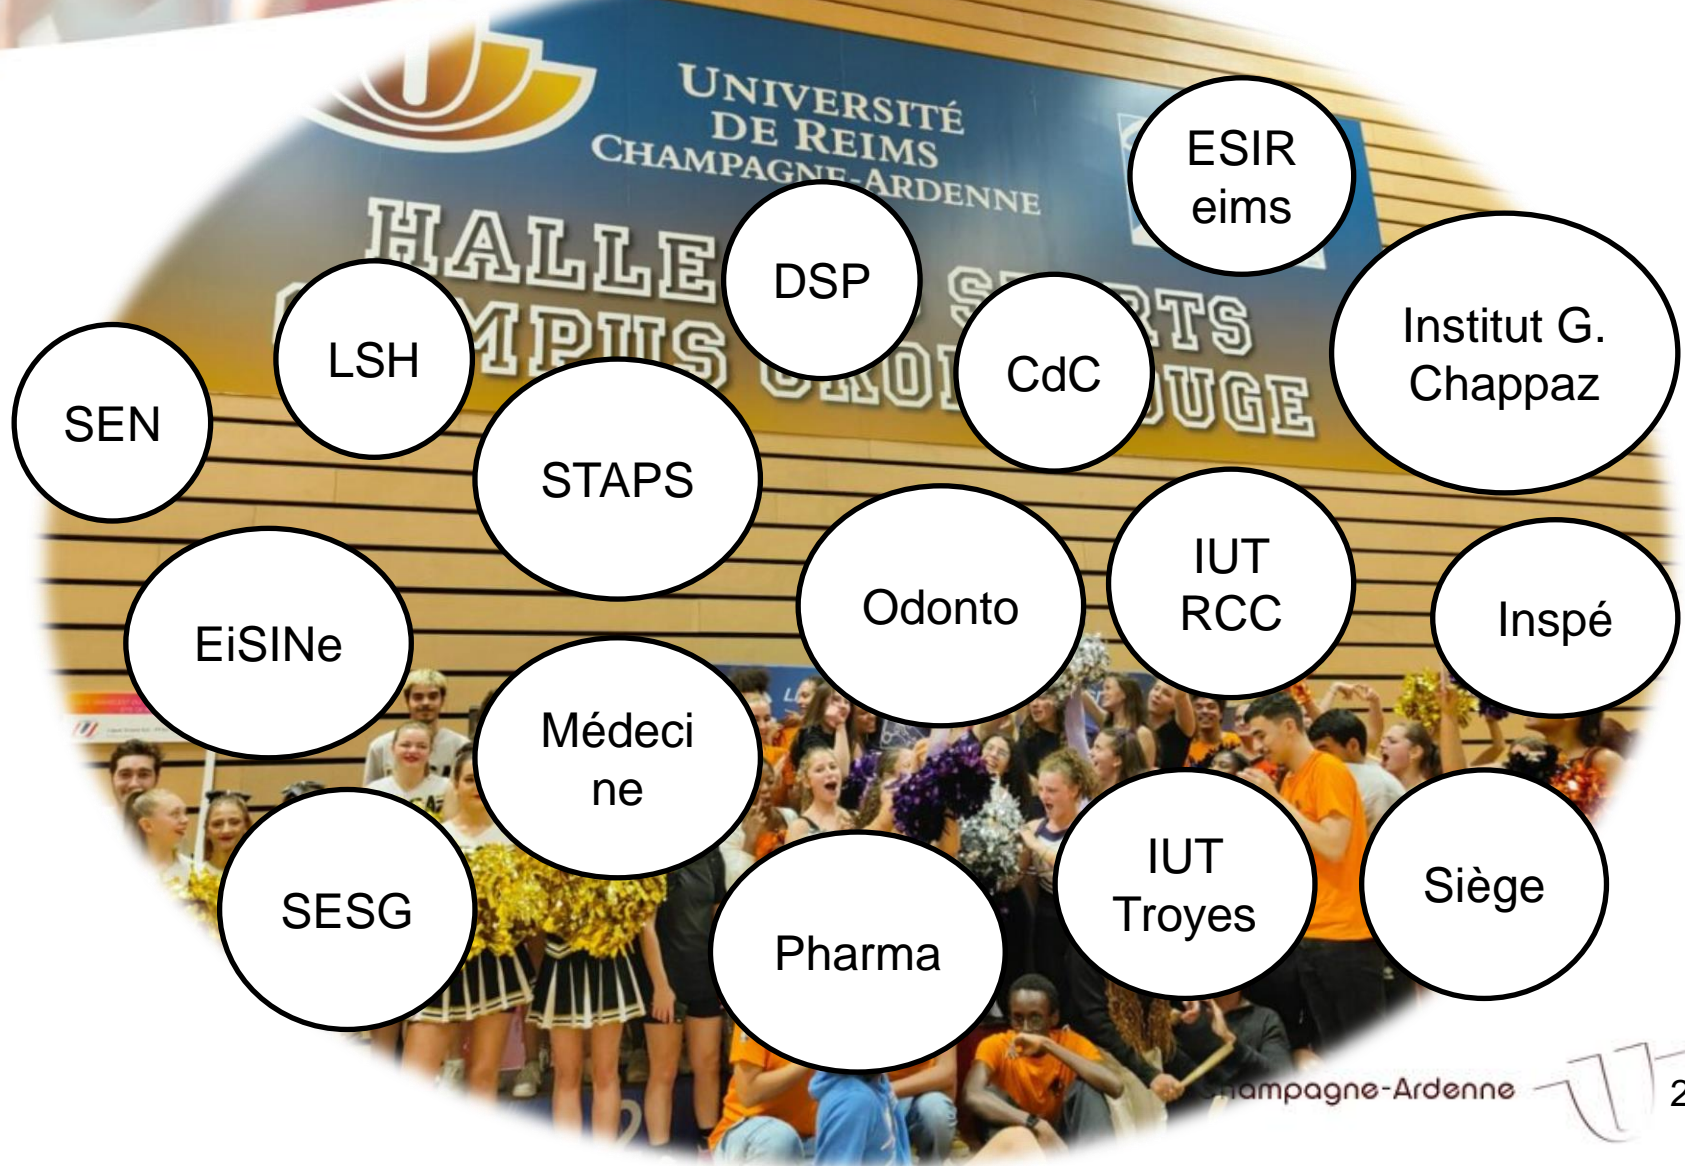 UNIVERSITÉ
DE REIMS
CHAMPAGNE-ARDENNE
HALLE
SEN
LSH
DSP
CdC
ESIR
eims
Institut G.
Chappaz
STAPS
EiSINe
Odonto
IUT
RCC
Inspé
Médeci
ne
SESG
Pharma
IUT
Troyes
Siège
ampagne-Ardenne
2